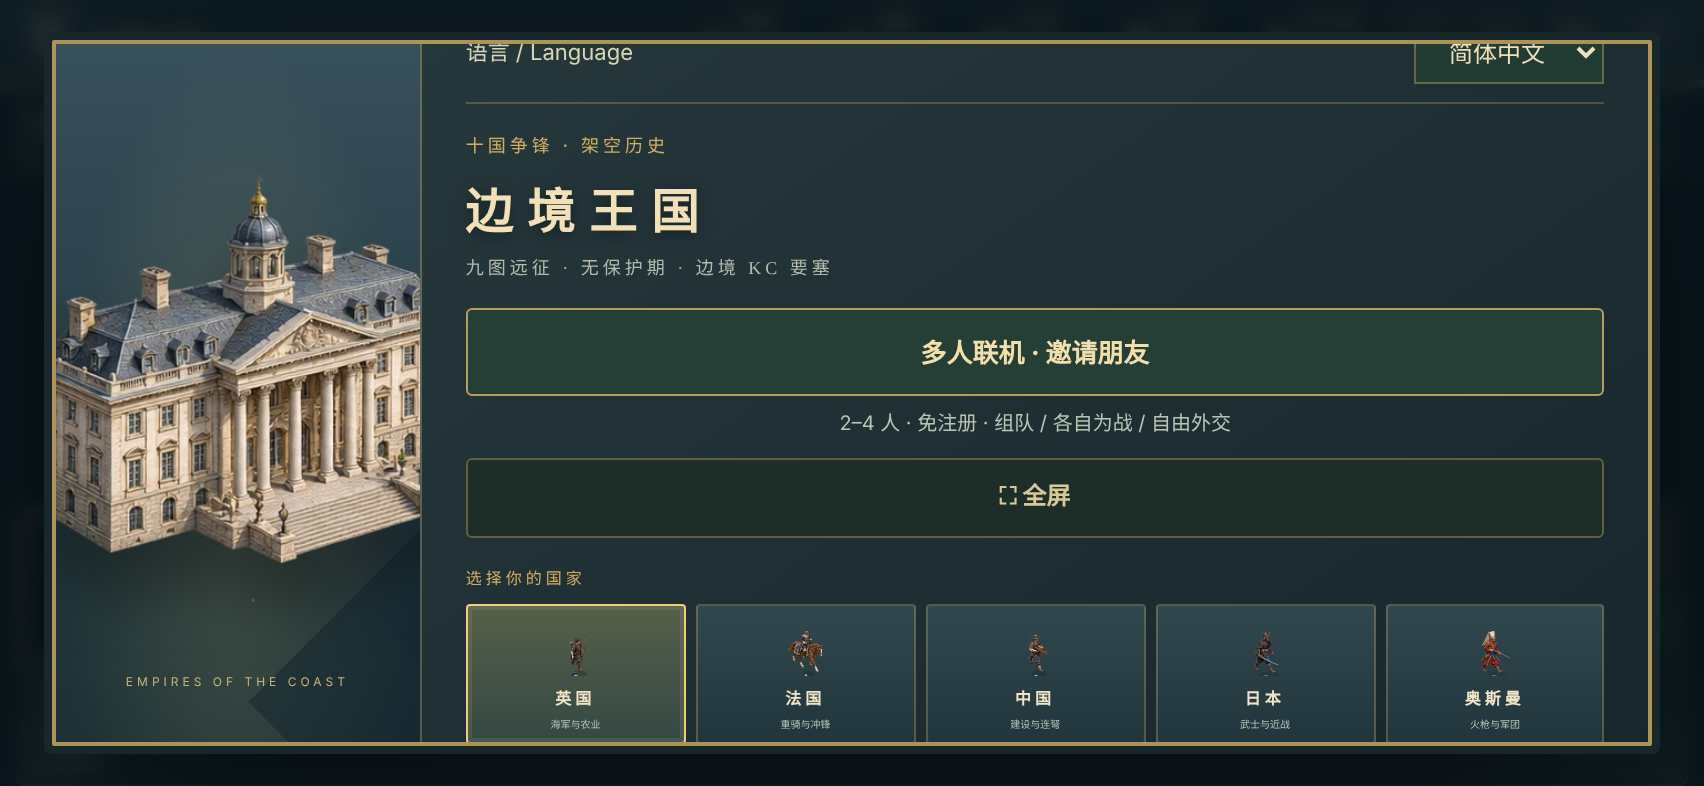 语言 / Language
简体中文
十国争锋 · 架空历史
边境王国
九图远征 · 无保护期 · 边境 KC 要塞
多人联机 · 邀请朋友
2–4 人 · 免注册 · 组队 / 各自为战 / 自由外交
全屏
选择你的国家
英国
海军与农业
法国
重骑与冲锋
中国
建设与连弩
日本
武士与近战
奥斯曼
火枪与军团
EMPIRES OF THE COAST